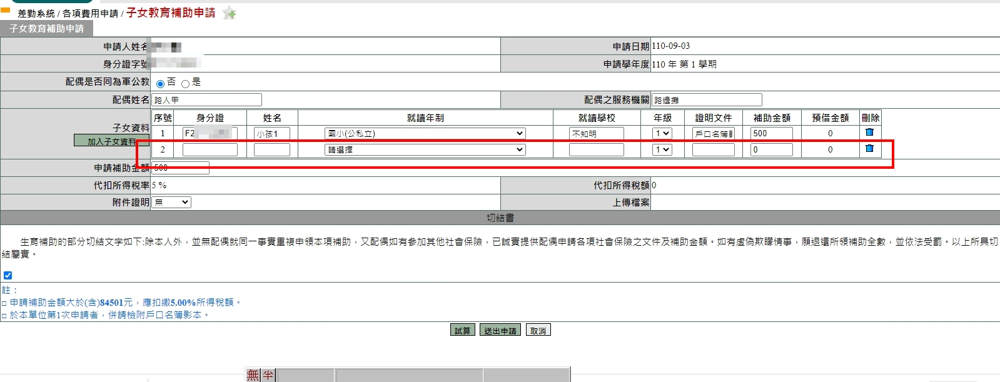 差勤系統 / 各項費用申請 / 子女教育補助申請
子女教育補助申請
申請人姓名 申請日期 110-09-03
身分證字號 申請學年度 110 年 第 1 學期
配偶是否同為軍公教 否 是
配偶姓名 路人甲 配偶之服務機關 路邊攤
子女資料
加入子女資料
序號 身分證 姓名 就讀年制 就讀學校 年級 證明文件 補助金額 預借金額 刪除
1 F2 小孩1 國小(公私立) 不知明 1 戶口名簿影 500 0
2 請選擇 1 0 0
申請補助金額 500
代扣所得稅率 5 % 代扣所得稅額 0
附件證明 無 上傳檔案
切結書
生育補助的部分切結文字如下:除本人外，並無配偶就同一事實重複申領本項補助，又配偶如有參加其他社會保險，已誠實提供配偶申請各項社會保險之文件及補助金額。如有虛偽欺矇情事，願退還所領補助全數，並依法受罰。以上所具切
結屬實。
註：
□ 申請補助金額大於(含)84501元，應扣繳5.00%所得稅額。
□ 於本單位第1次申請者，併請檢附戶口名簿影本。
試算 送出申請 取消
無 半